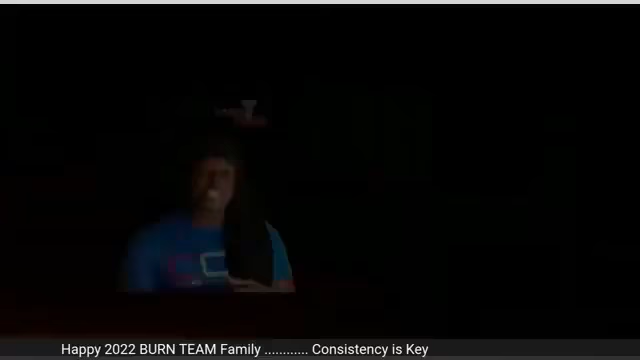 Happy 2022 BURN TEAM Family ............ Consistency is Key